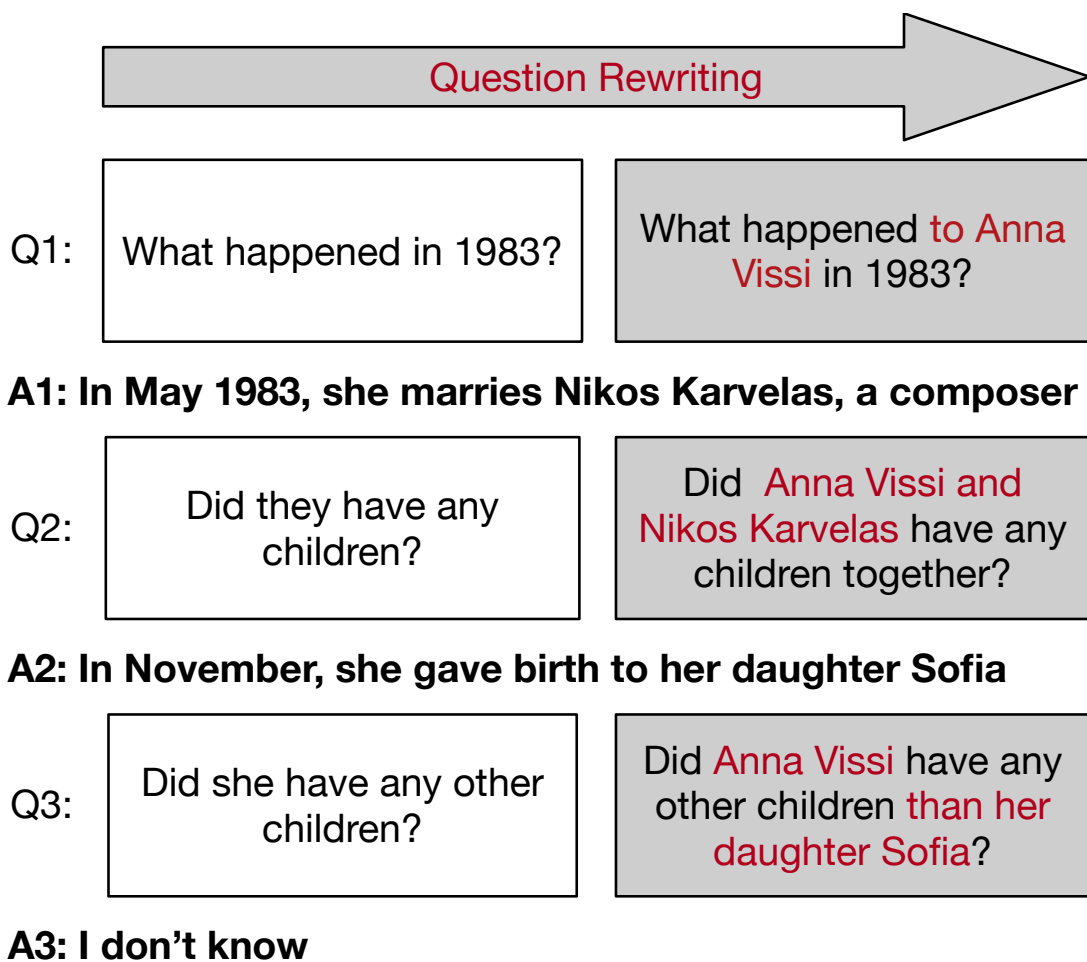 Question Rewriting
Q1:
What happened in 1983?
What happened to Anna
Vissi in 1983?
A1: In May 1983, she marries Nikos Karvelas, a composer
Q2:
Did they have any
children?
Did Anna Vissi and
Nikos Karvelas have any
children together?
A2: In November, she gave birth to her daughter Sofia
Q3:
Did she have any other
children?
Did Anna Vissi have any
other children than her
daughter Sofia?
A3: I don’t know